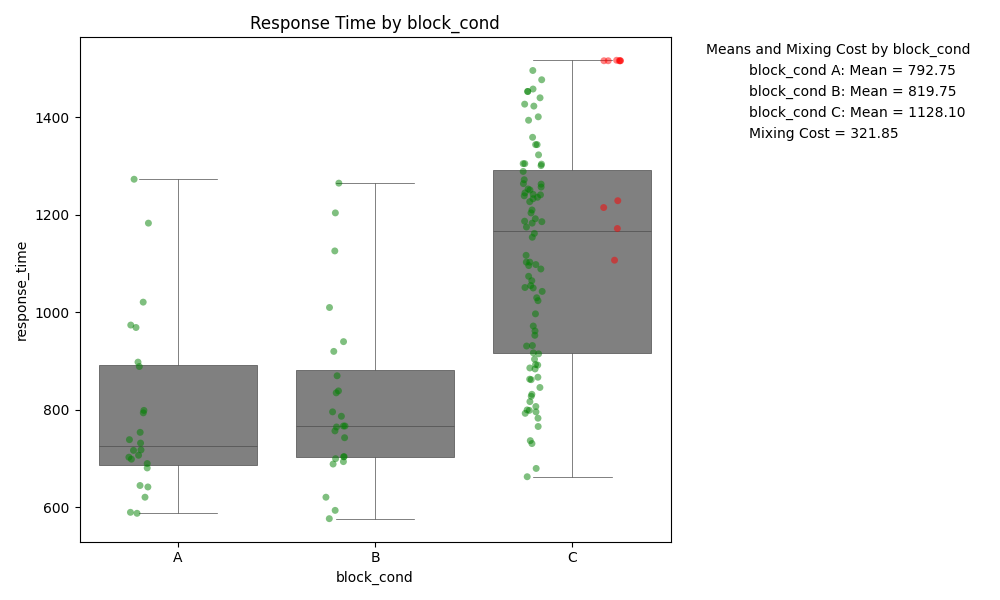 Response Time by block_cond
Means and Mixing Cost by block_cond
block_cond A: Mean = 792.75
block_cond B: Mean = 819.75
block_cond C: Mean = 1128.10
Mixing Cost = 321.85
response_time
1400
1200
1000
800
600
A
B
C
block_cond